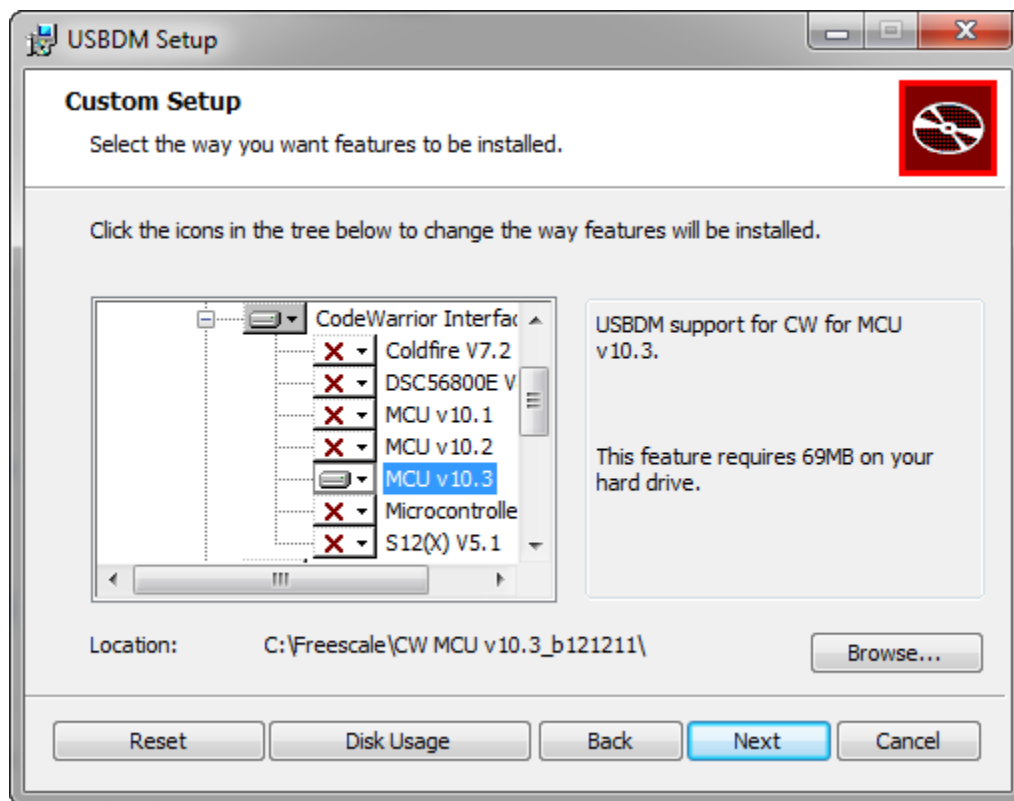 USBDM Setup
Custom Setup
Select the way you want features to be installed.
Click the icons in the tree below to change the way features will be installed.
CodeWarrior Interfac
Coldfire V7.2
DSC56800E V
MCU v10.1
MCU v10.2
MCU v10.3
Microcontrolle
S12(X) V5.1
USBDM support for CW for MCU
v10.3.
This feature requires 69MB on your
hard drive.
Location: C:\Freescale\CW MCU v10.3_b121211\
Browse...
Reset Disk Usage Back Next Cancel